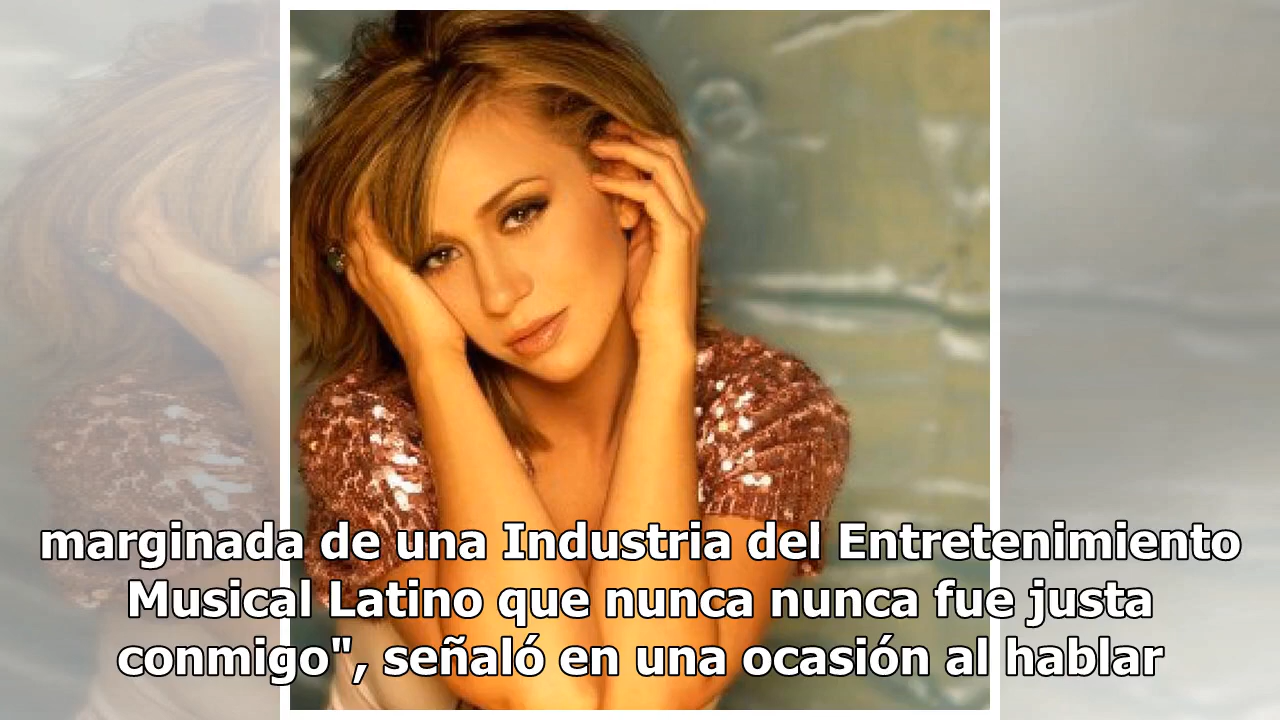 marginada de una Industria del Entretenimiento
Musical Latino que nunca nunca fue justa
conmigo", señaló en una ocasión al hablar